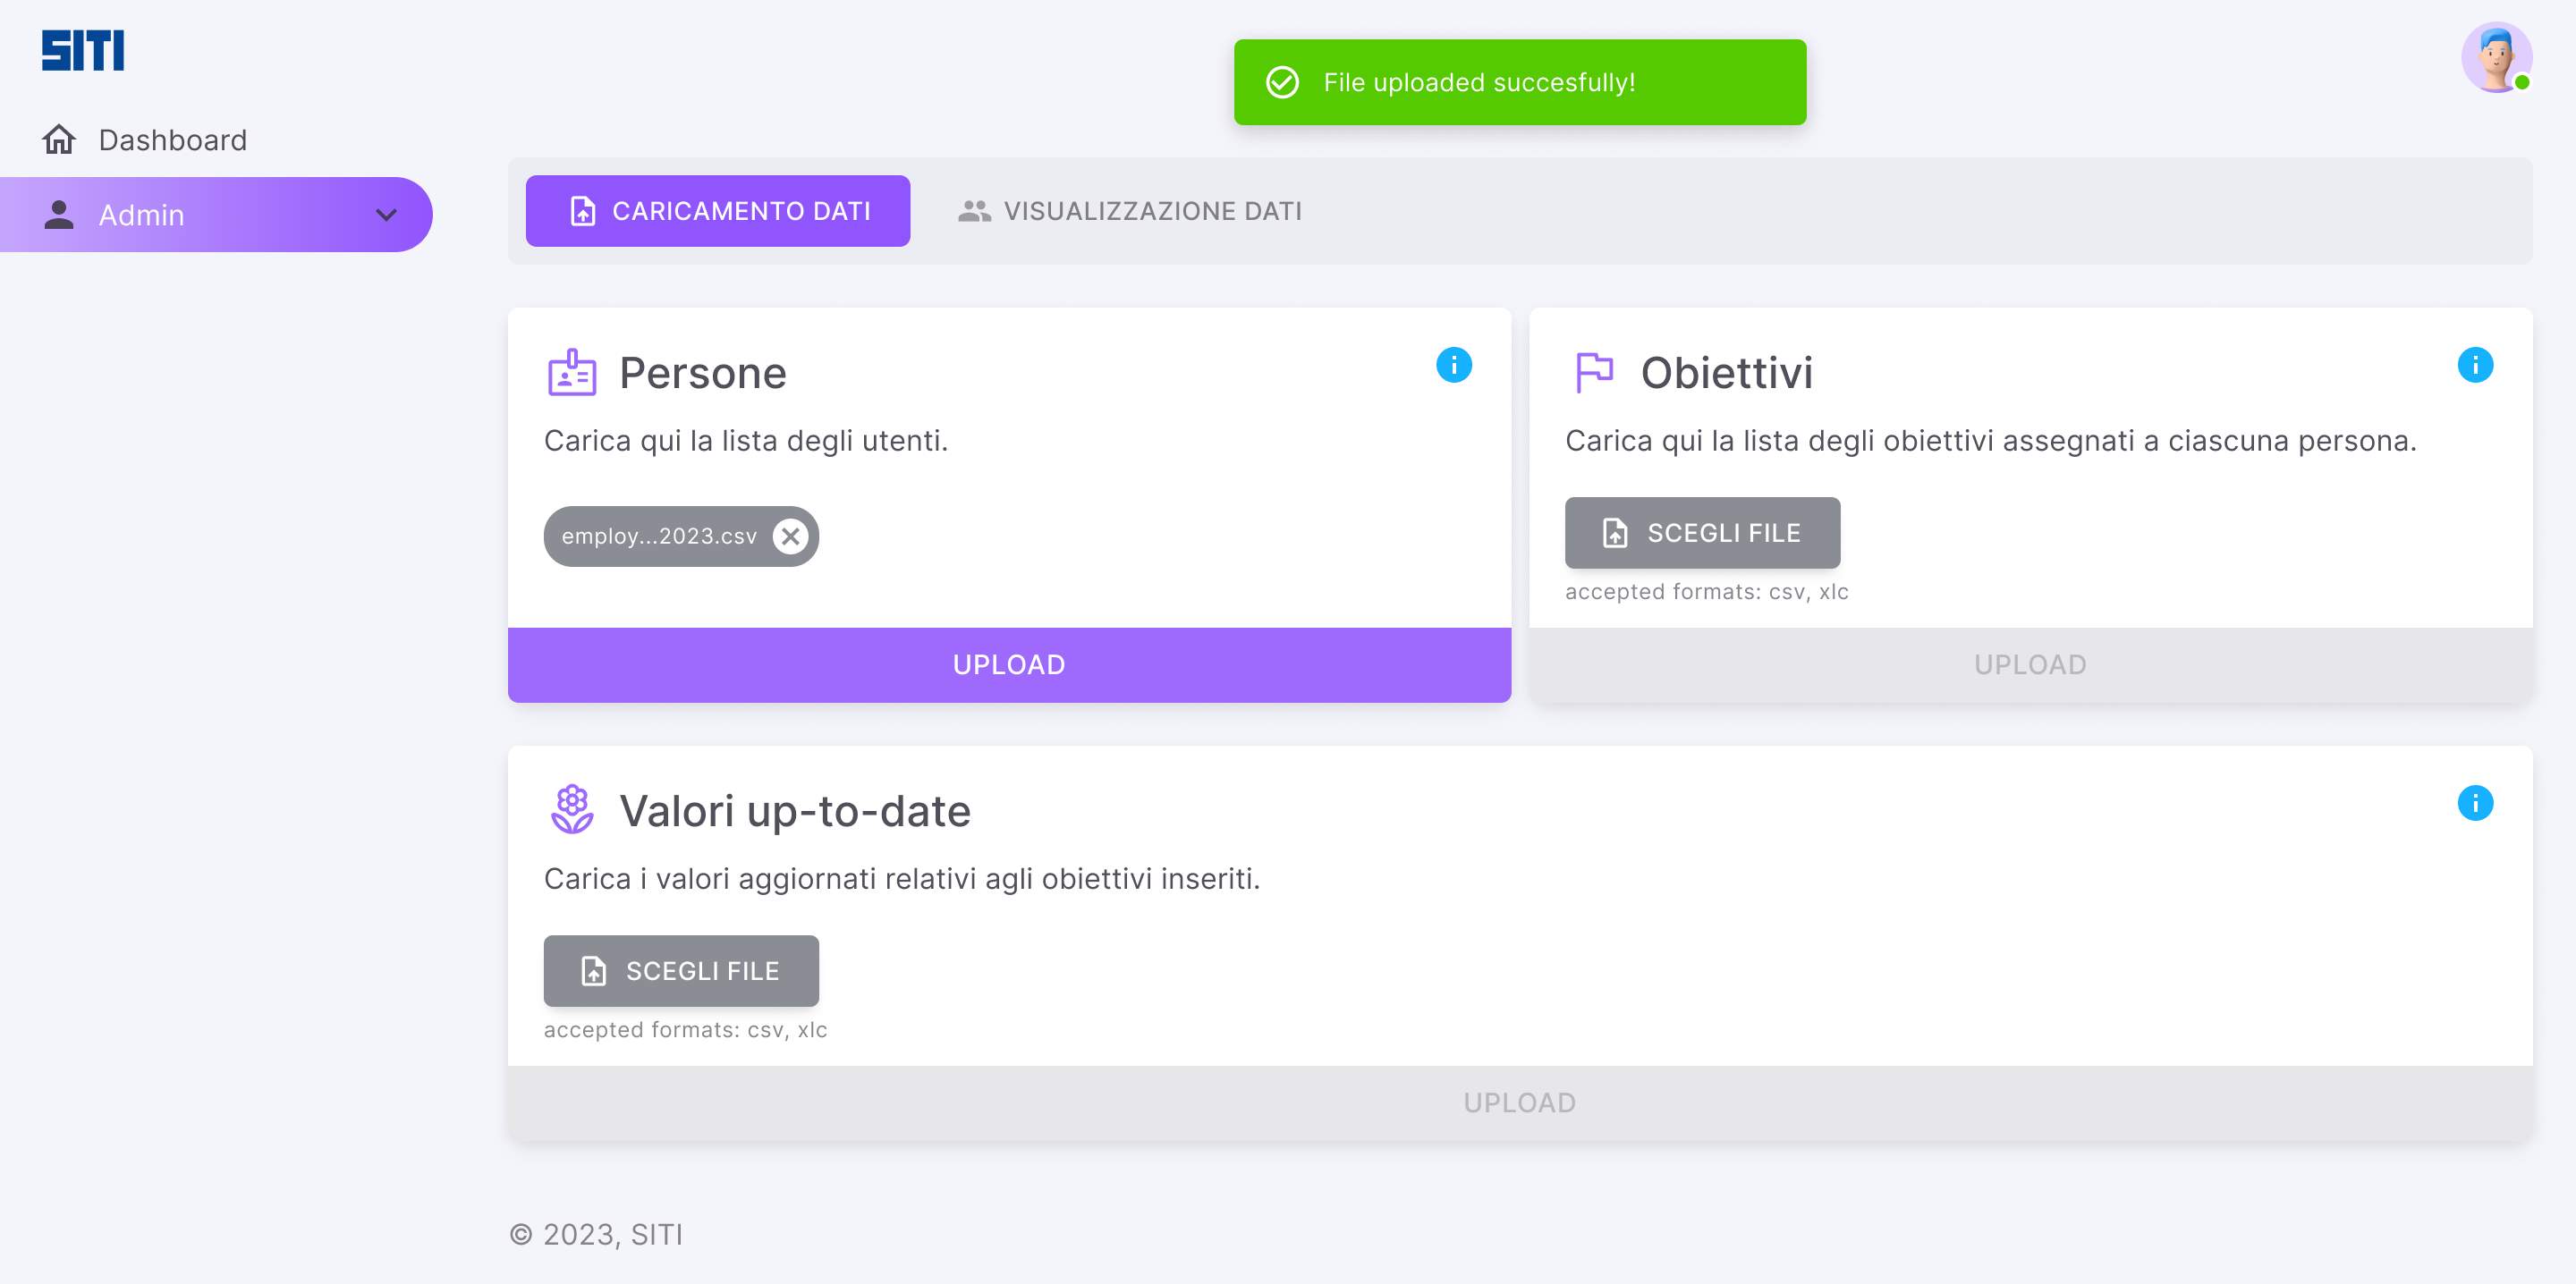 SITI
File uploaded succesfully!
Dashboard
Admin
CARICAMENTO DATI
VISUALIZZAZIONE DATI
Persone
Carica qui la lista degli utenti.
employ...2023.csv
UPLOAD
Obiettivi
Carica qui la lista degli obiettivi assegnati a ciascuna persona.
SCEGLI FILE
accepted formats: csv, xlc
UPLOAD
Valori up-to-date
Carica i valori aggiornati relativi agli obiettivi inseriti.
SCEGLI FILE
accepted formats: csv, xlc
UPLOAD
© 2023, SITI